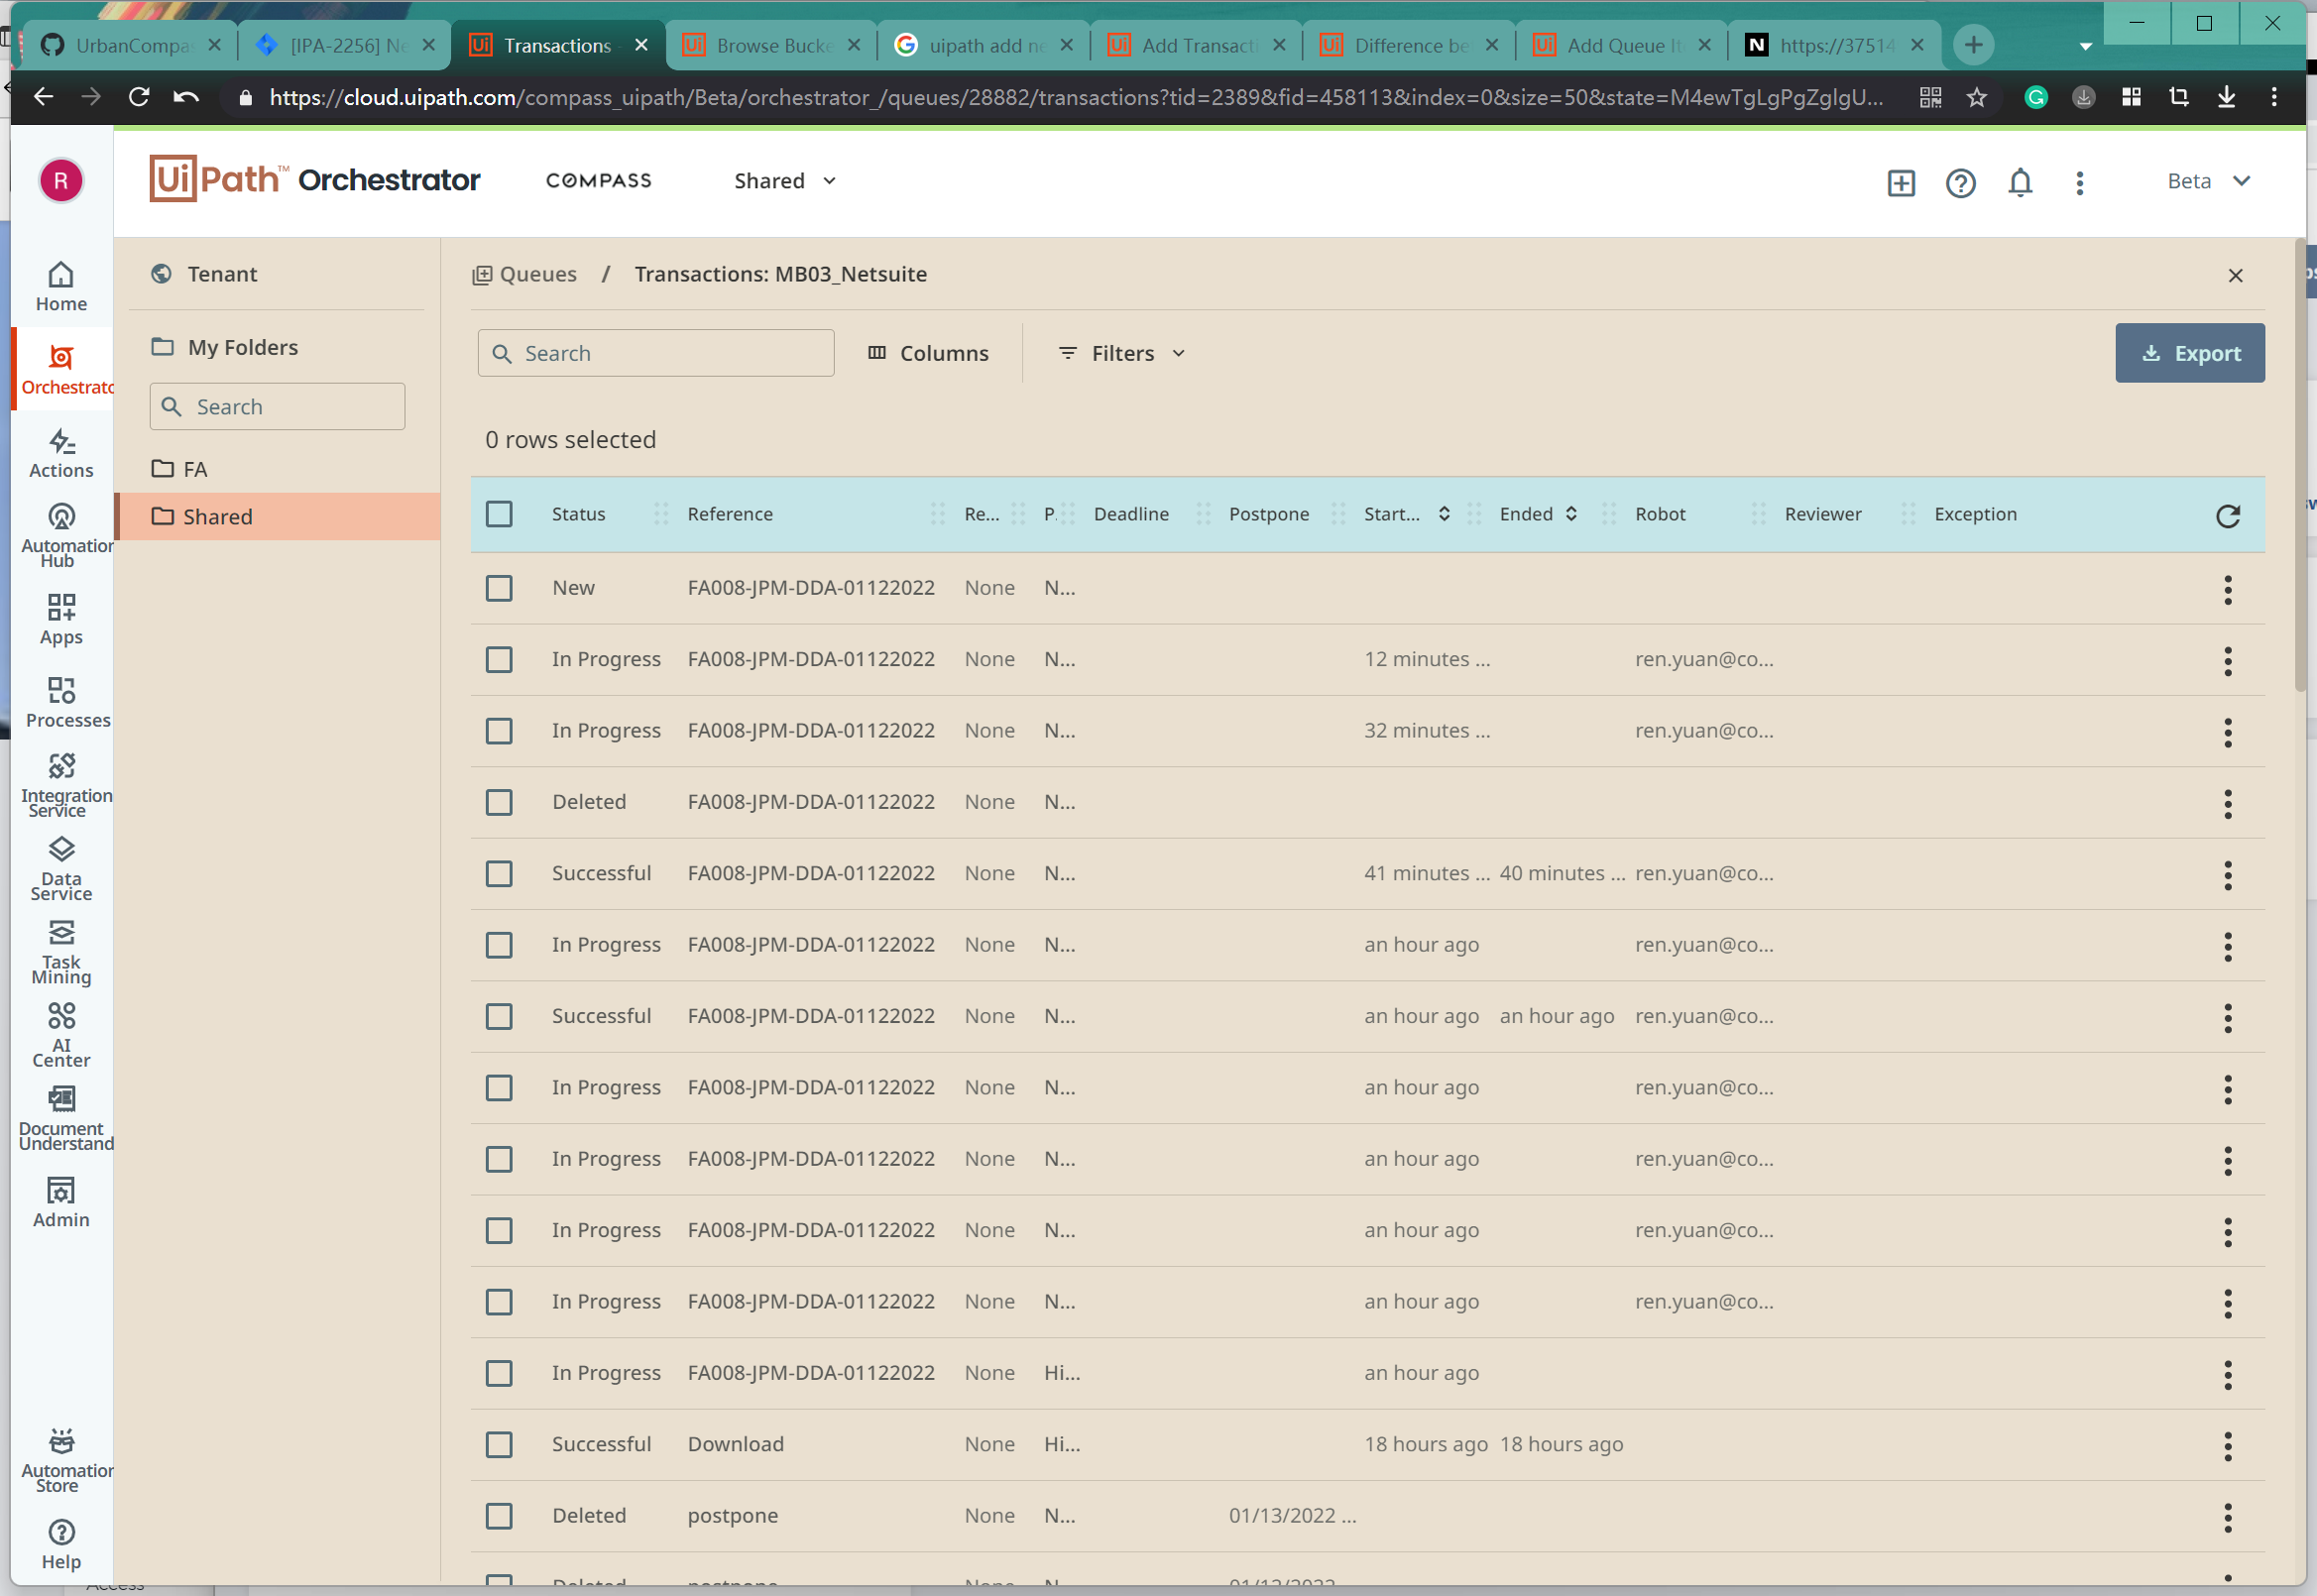 UrbanCompa
[IPA-2256] Ne
Transactions
Browse Bucke
uipath add ne
Add Transacti
Difference be
Add Queue It
https://37514
https://cloud.uipath.com/compass_uipath/Beta/orchestrator_/queues/28882/transactions?tid=2389&fid=458113&index=0&size=50&state=M4ewTgLgPgZglgU...
R
UiPath™ Orchestrator
COMPASS
Shared
Beta
Home
Orchestrato
Actions
Automation
Hub
Apps
Processes
Integration
Service
Data
Service
Task
Mining
AI
Center
Document
Understand
Admin
Automation
Store
Help
Tenant
My Folders
Search
FA
Shared
Queues / Transactions: MB03_Netsuite
Search
Columns
Filters
Export
0 rows selected
Status Reference Re... P. Deadline Postpone Start... Ended Robot Reviewer Exception
New FA008-JPM-DDA-01122022 None N...
In Progress FA008-JPM-DDA-01122022 None N... 12 minutes ... ren.yuan@co...
In Progress FA008-JPM-DDA-01122022 None N... 32 minutes ... ren.yuan@co...
Deleted FA008-JPM-DDA-01122022 None N...
Successful FA008-JPM-DDA-01122022 None N... 41 minutes ... 40 minutes ... ren.yuan@co...
In Progress FA008-JPM-DDA-01122022 None N... an hour ago ren.yuan@co...
Successful FA008-JPM-DDA-01122022 None N... an hour ago an hour ago ren.yuan@co...
In Progress FA008-JPM-DDA-01122022 None N... an hour ago ren.yuan@co...
In Progress FA008-JPM-DDA-01122022 None N... an hour ago ren.yuan@co...
In Progress FA008-JPM-DDA-01122022 None N... an hour ago ren.yuan@co...
In Progress FA008-JPM-DDA-01122022 None N... an hour ago ren.yuan@co...
In Progress FA008-JPM-DDA-01122022 None Hi... an hour ago
Successful Download None Hi... 18 hours ago 18 hours ago
Deleted postpone None N... 01/13/2022 ...